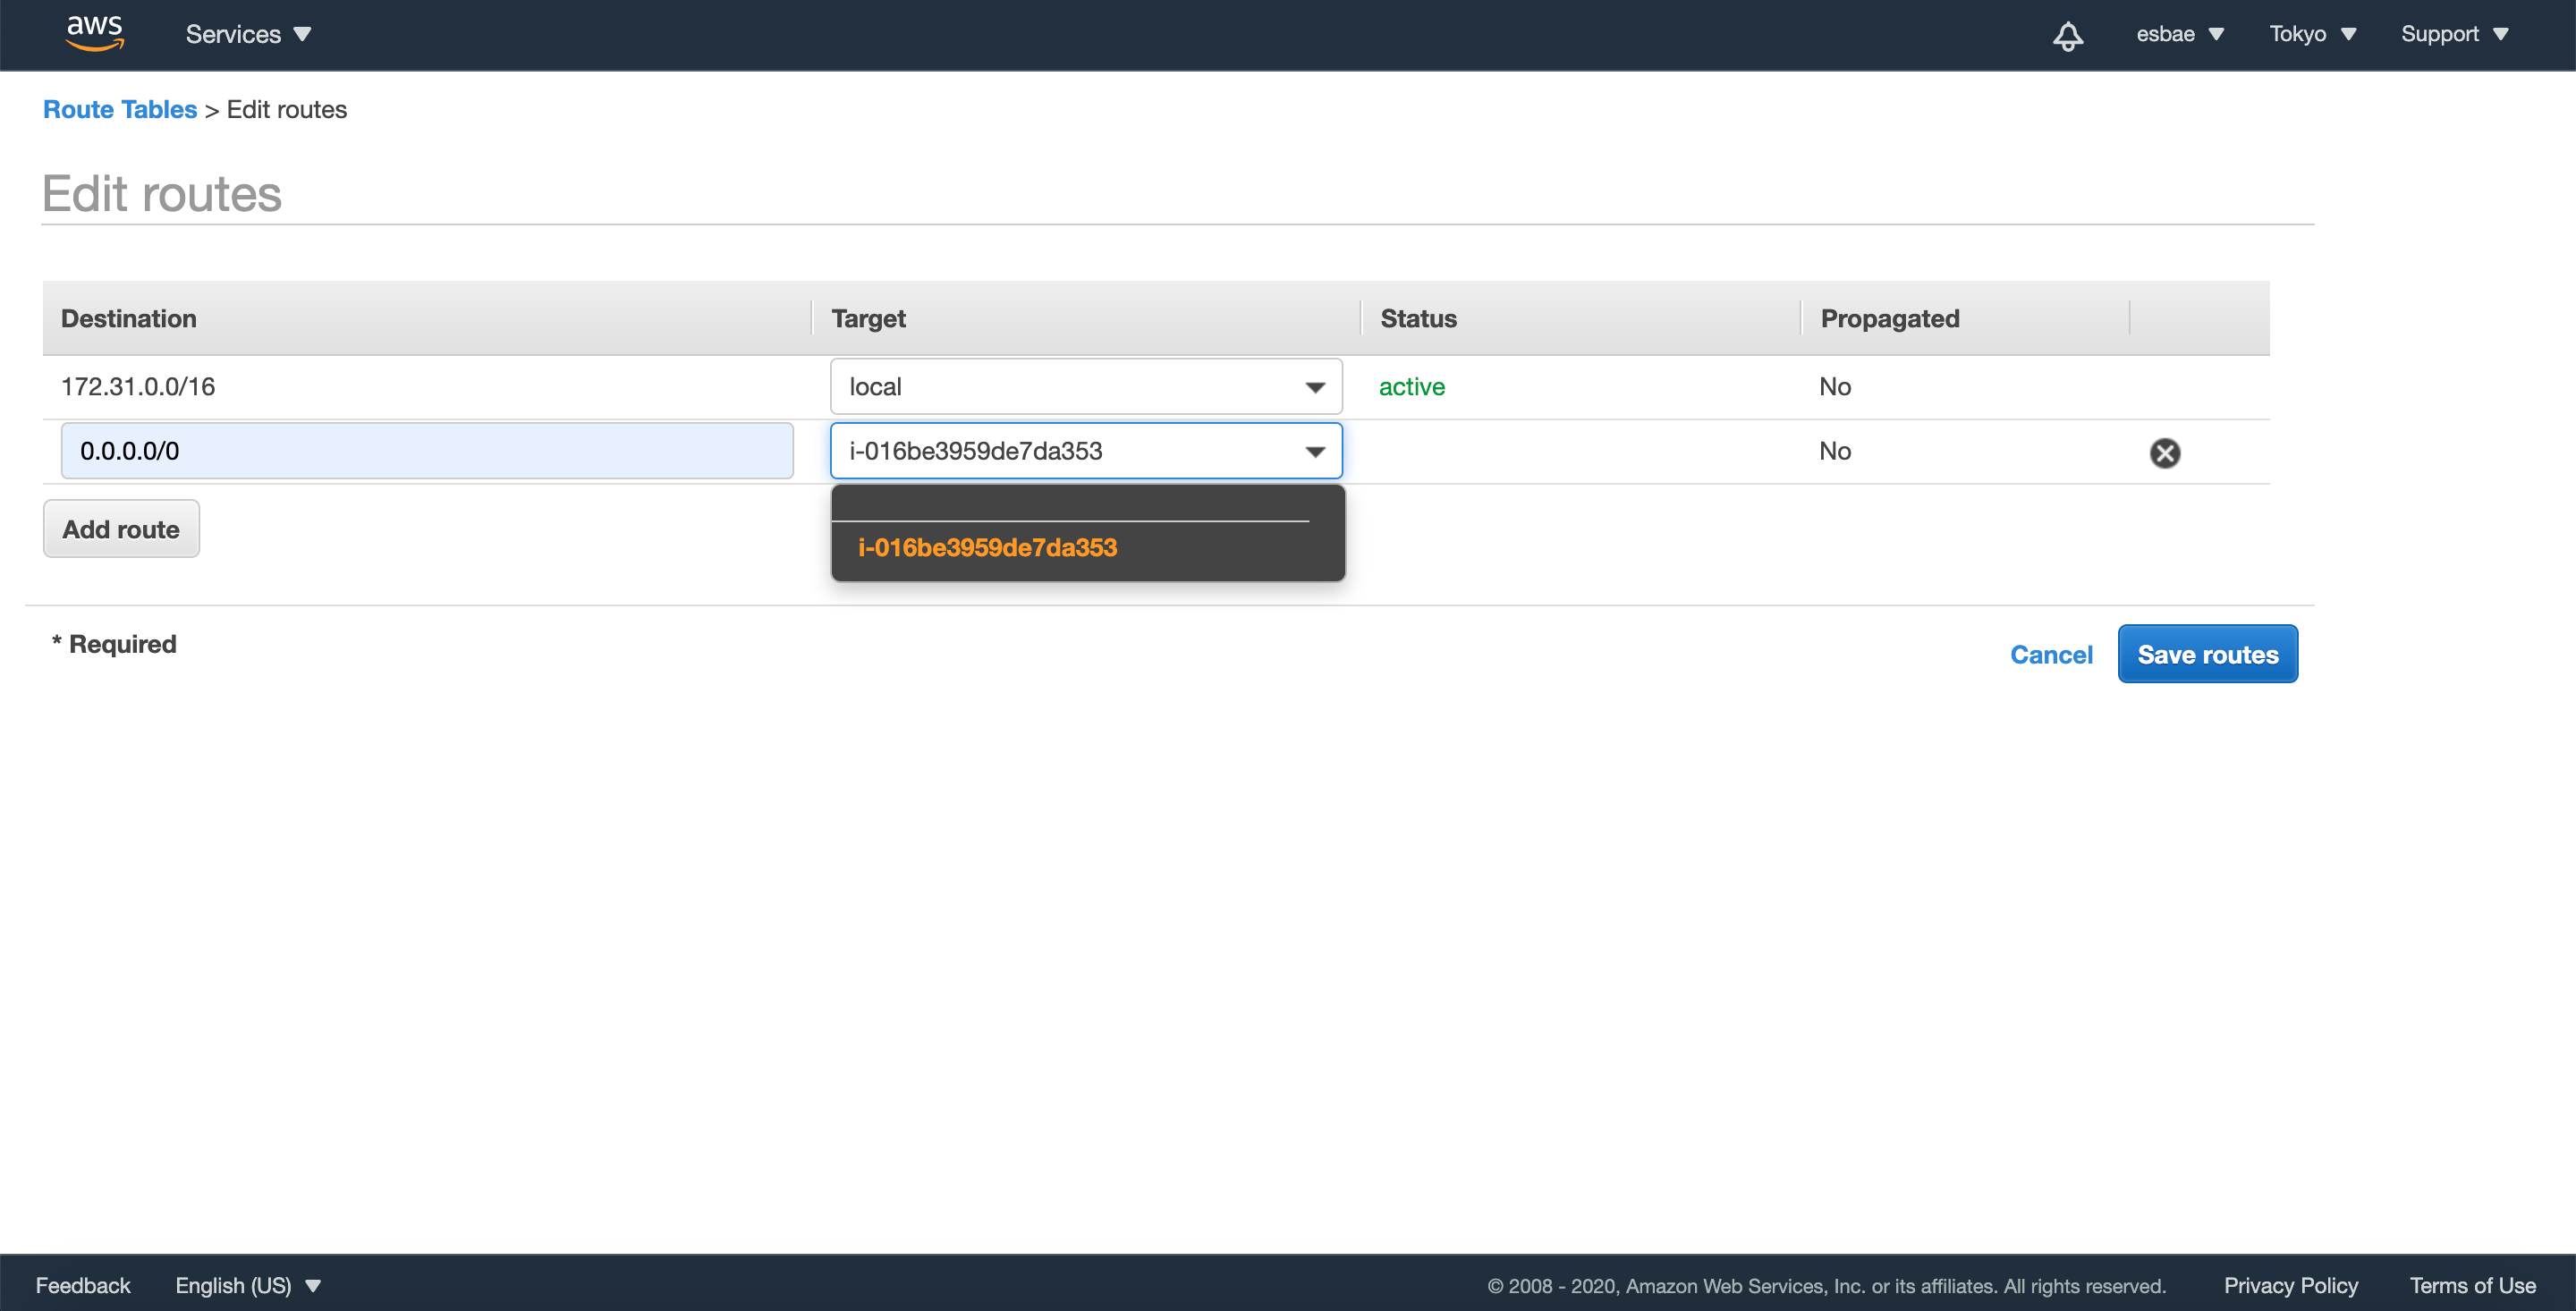 aws Services esbae Tokyo Support
Route Tables > Edit routes
Edit routes
Destination Target Status Propagated
172.31.0.0/16 local active No
0.0.0.0/0 i-016be3959de7da353 No
i-016be3959de7da353
Add route
* Required
Cancel Save routes
Feedback English (US) © 2008 - 2020, Amazon Web Services, Inc. or its affiliates. All rights reserved. Privacy Policy Terms of Use